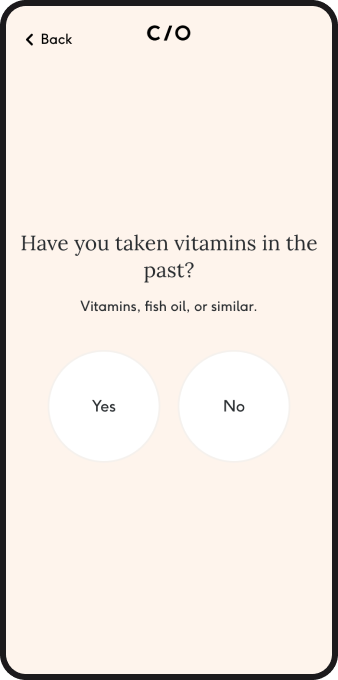 Back
C/O
Have you taken vitamins in the
past?
Vitamins, fish oil, or similar.
Yes
No